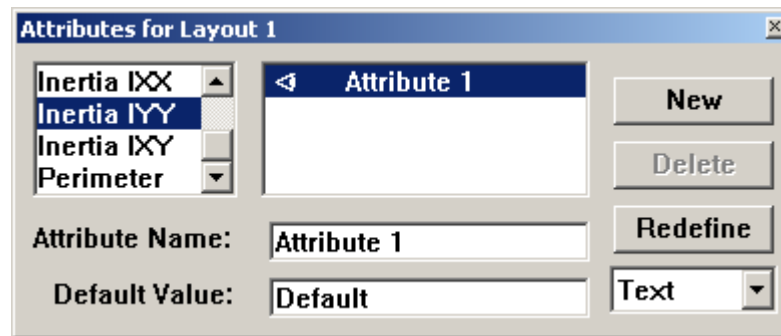 Attributes for Layout 1
Inertia IXX
Inertia IYY
Inertia IXY
Perimeter
Attribute 1
New
Delete
Redefine
Attribute Name: Attribute 1
Default Value: Default
Text